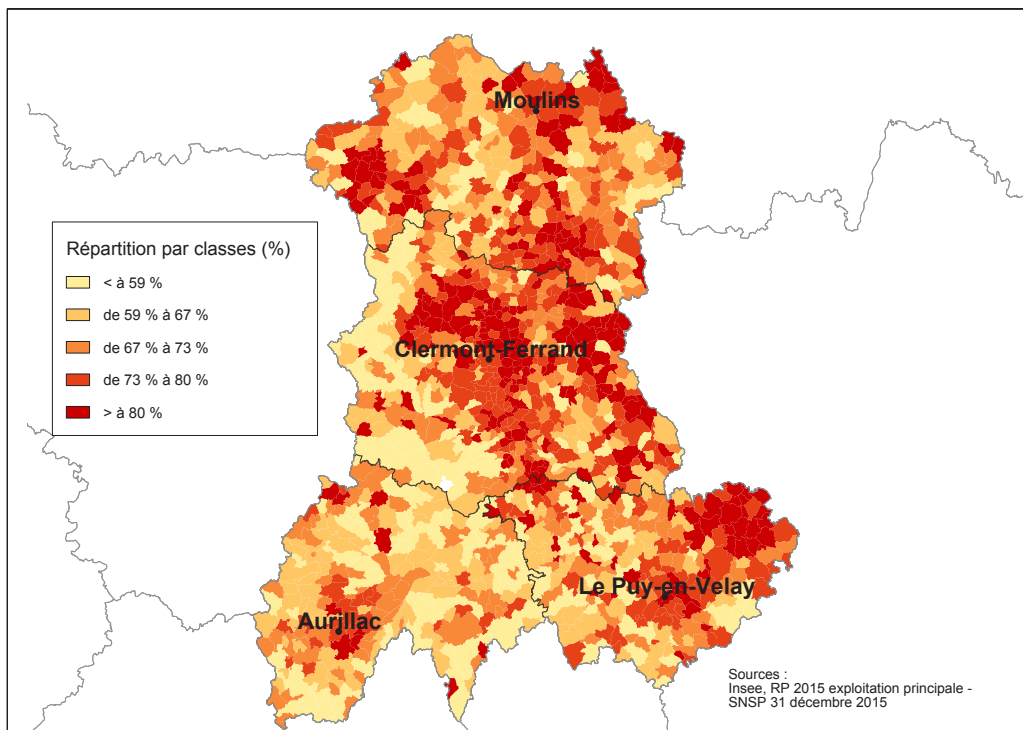 Moulins
Répartition par classes (%)
< à 59 %
de 59 % à 67 %
de 67 % à 73 %
de 73 % à 80 %
> à 80 %
Clermont-Ferrand
Le Puy-en-Velay
Aurillac
Sources :
Insee, RP 2015 exploitation principale -
SNSP 31 décembre 2015